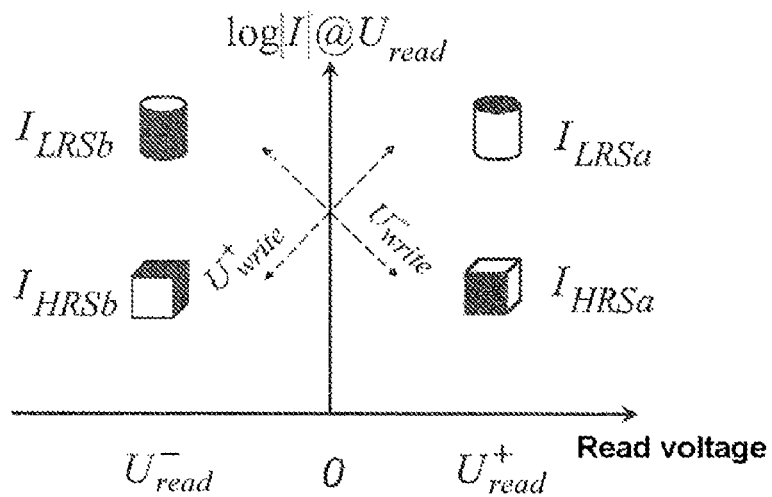 log|I|@U_read
I_LRSb
I_LRSa
U⁺_write
U⁻_write
I_HRSb
I_HRSa
U⁻_read 0 U⁺_read
Read voltage